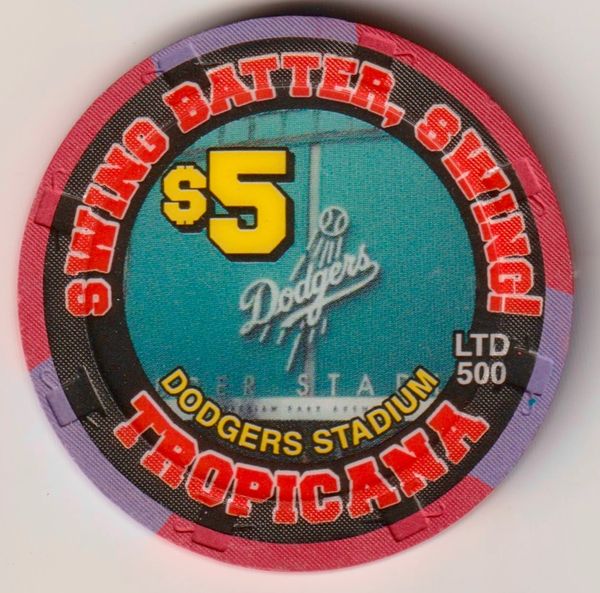 SWING BATTER, SWING!
$5
Dodgers
LTD
500
DODGERS STADIUM
TROPICANA